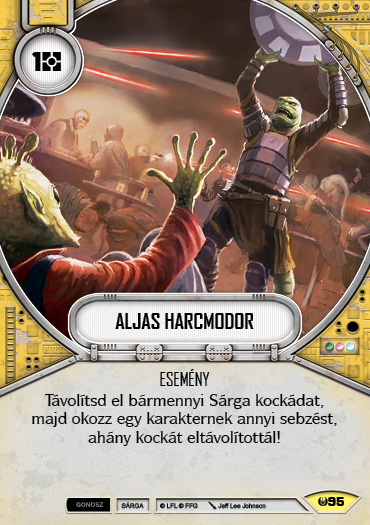 1
ALJAS HARCMODOR
ESEMÉNY
Távolítsd el bármennyi Sárga kockádat,
majd okozz egy karakternek annyi sebzést,
ahány kockát eltávolítottál!
GONOSZ
SÁRGA
© LFL © FFG
Jeff Lee Johnson
95